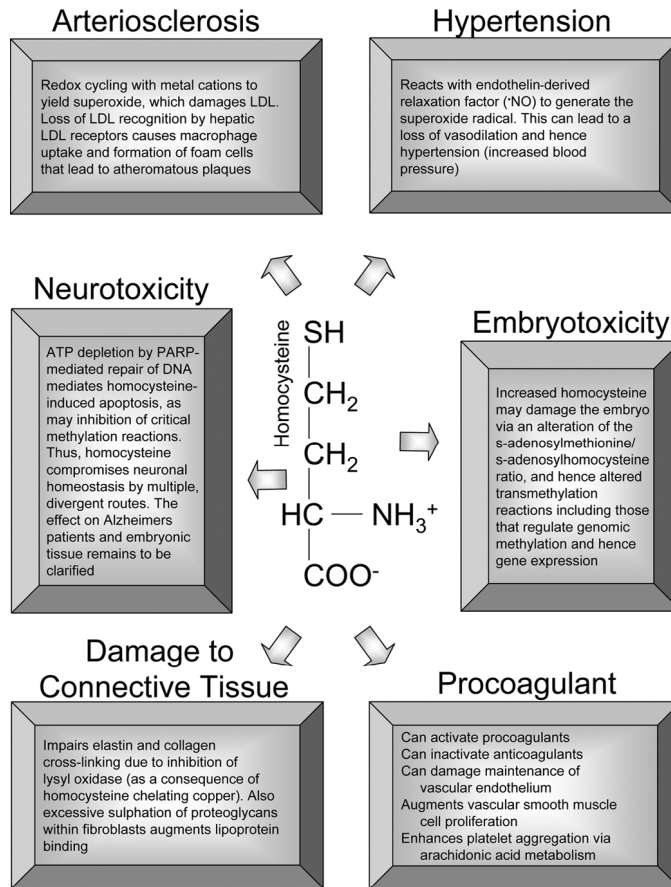 Arteriosclerosis
Redox cycling with metal cations to
yield superoxide, which damages LDL.
Loss of LDL recognition by hepatic
LDL receptors causes macrophage
uptake and formation of foam cells
that lead to atheromatous plaques
Hypertension
Reacts with endothelin-derived
relaxation factor (•NO) to generate the
superoxide radical. This can lead to a
loss of vasodilation and hence
hypertension (increased blood
pressure)
Neurotoxicity
ATP depletion by PARP-
mediated repair of DNA
mediates homocysteine-
induced apoptosis, as
may inhibition of critical
methylation reactions.
Thus, homocysteine
compromises neuronal
homeostasis by multiple,
divergent routes. The
effect on Alzheimers
patients and embryonic
tissue remains to be
clarified
Homocysteine
SH
CH₂
CH₂
HC — NH₃⁺
COO⁻
Embryotoxicity
Increased homocysteine
may damage the embryo
via an alteration of the
s-adenosylmethionine/
s-adenosylhomocysteine
ratio, and hence altered
transmethylation
reactions including those
that regulate genomic
methylation and hence
gene expression
Damage to
Connective Tissue
Impairs elastin and collagen
cross-linking due to inhibition of
lysyl oxidase (as a consequence of
homocysteine chelating copper). Also
excessive sulphation of proteoglycans
within fibroblasts augments lipoprotein
binding
Procoagulant
Can activate procoagulants
Can inactivate anticoagulants
Can damage maintenance of
vascular endothelium
Augments vascular smooth muscle
cell proliferation
Enhances platelet aggregation via
arachidonic acid metabolism